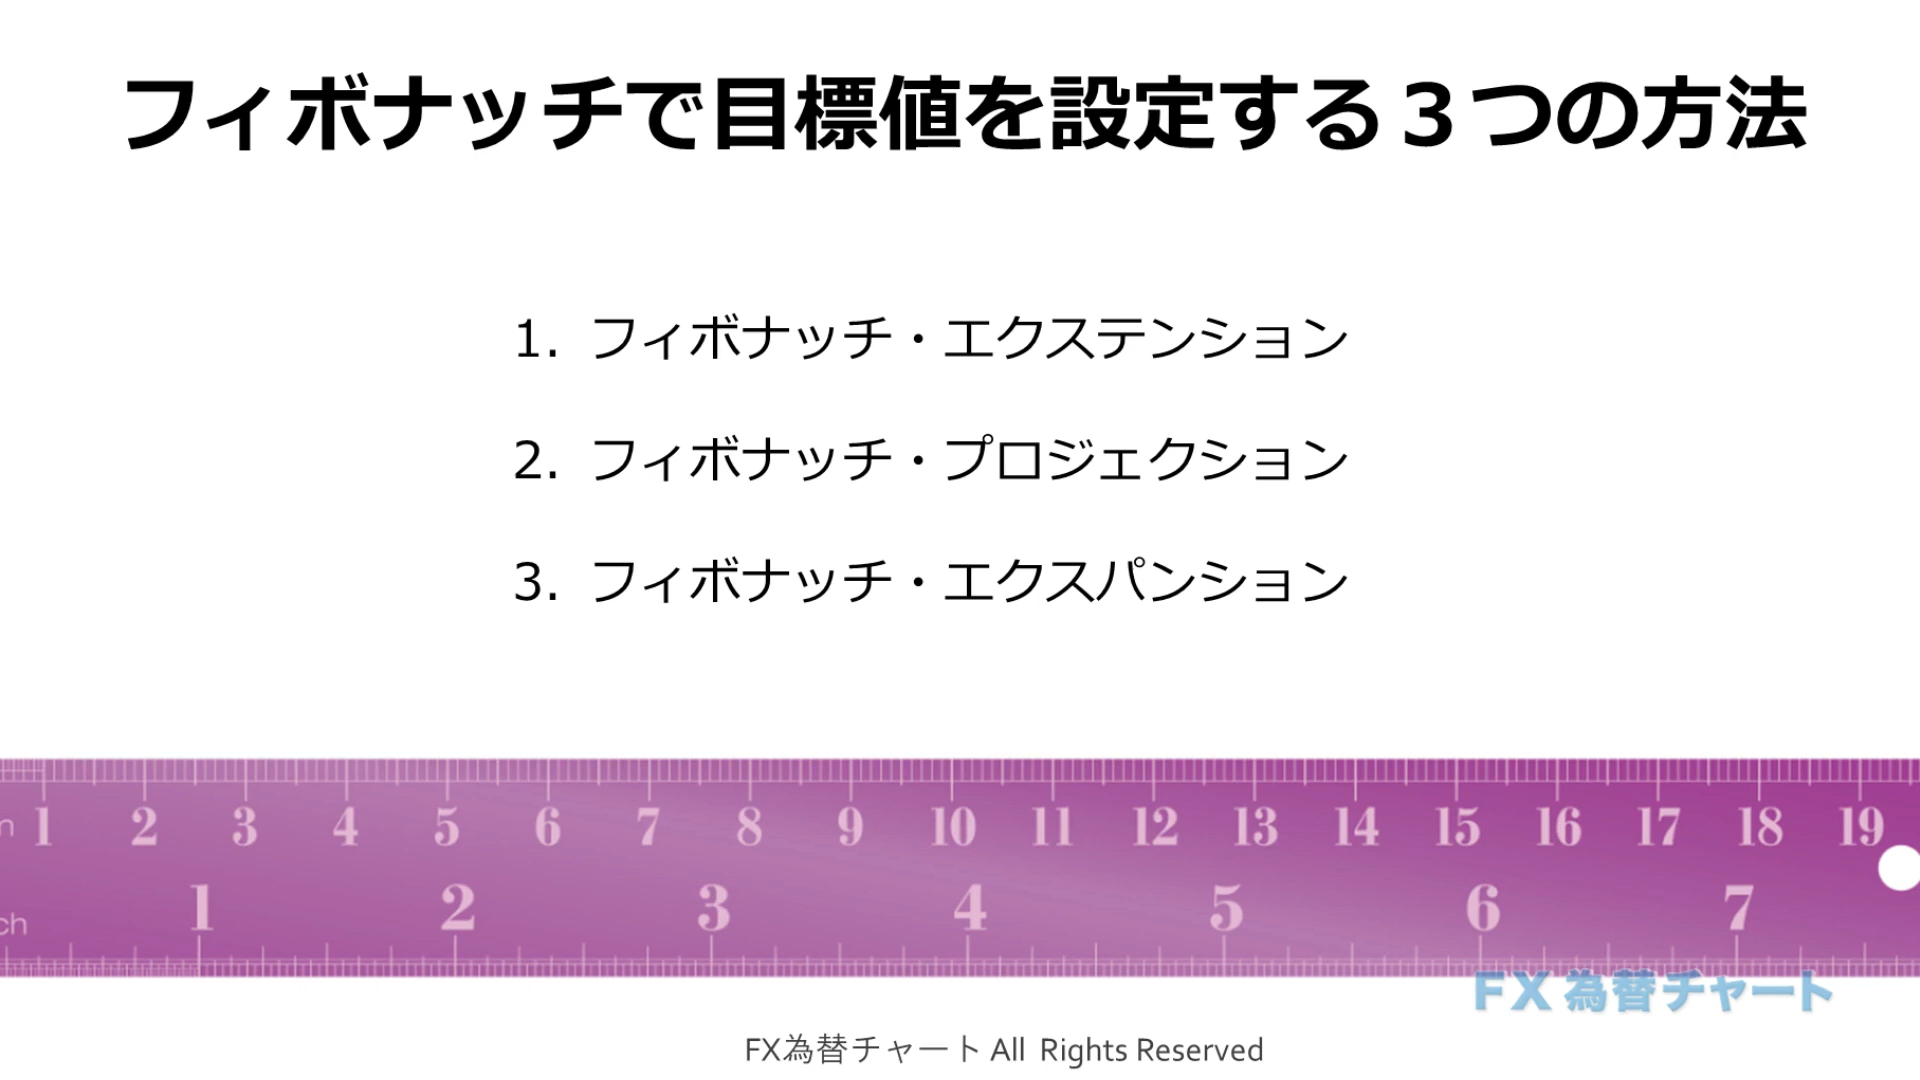 フィボナッチで目標値を設定する３つの方法
1. フィボナッチ・エクステンション
2. フィボナッチ・プロジェクション
3. フィボナッチ・エクスパンション
1 2 3 4 5 6 7 8 9 10 11 12 13 14 15 16 17 18 19
1 2 3 4 5 6 7
ch
FX 為替チャート
FX為替チャート All Rights Reserved